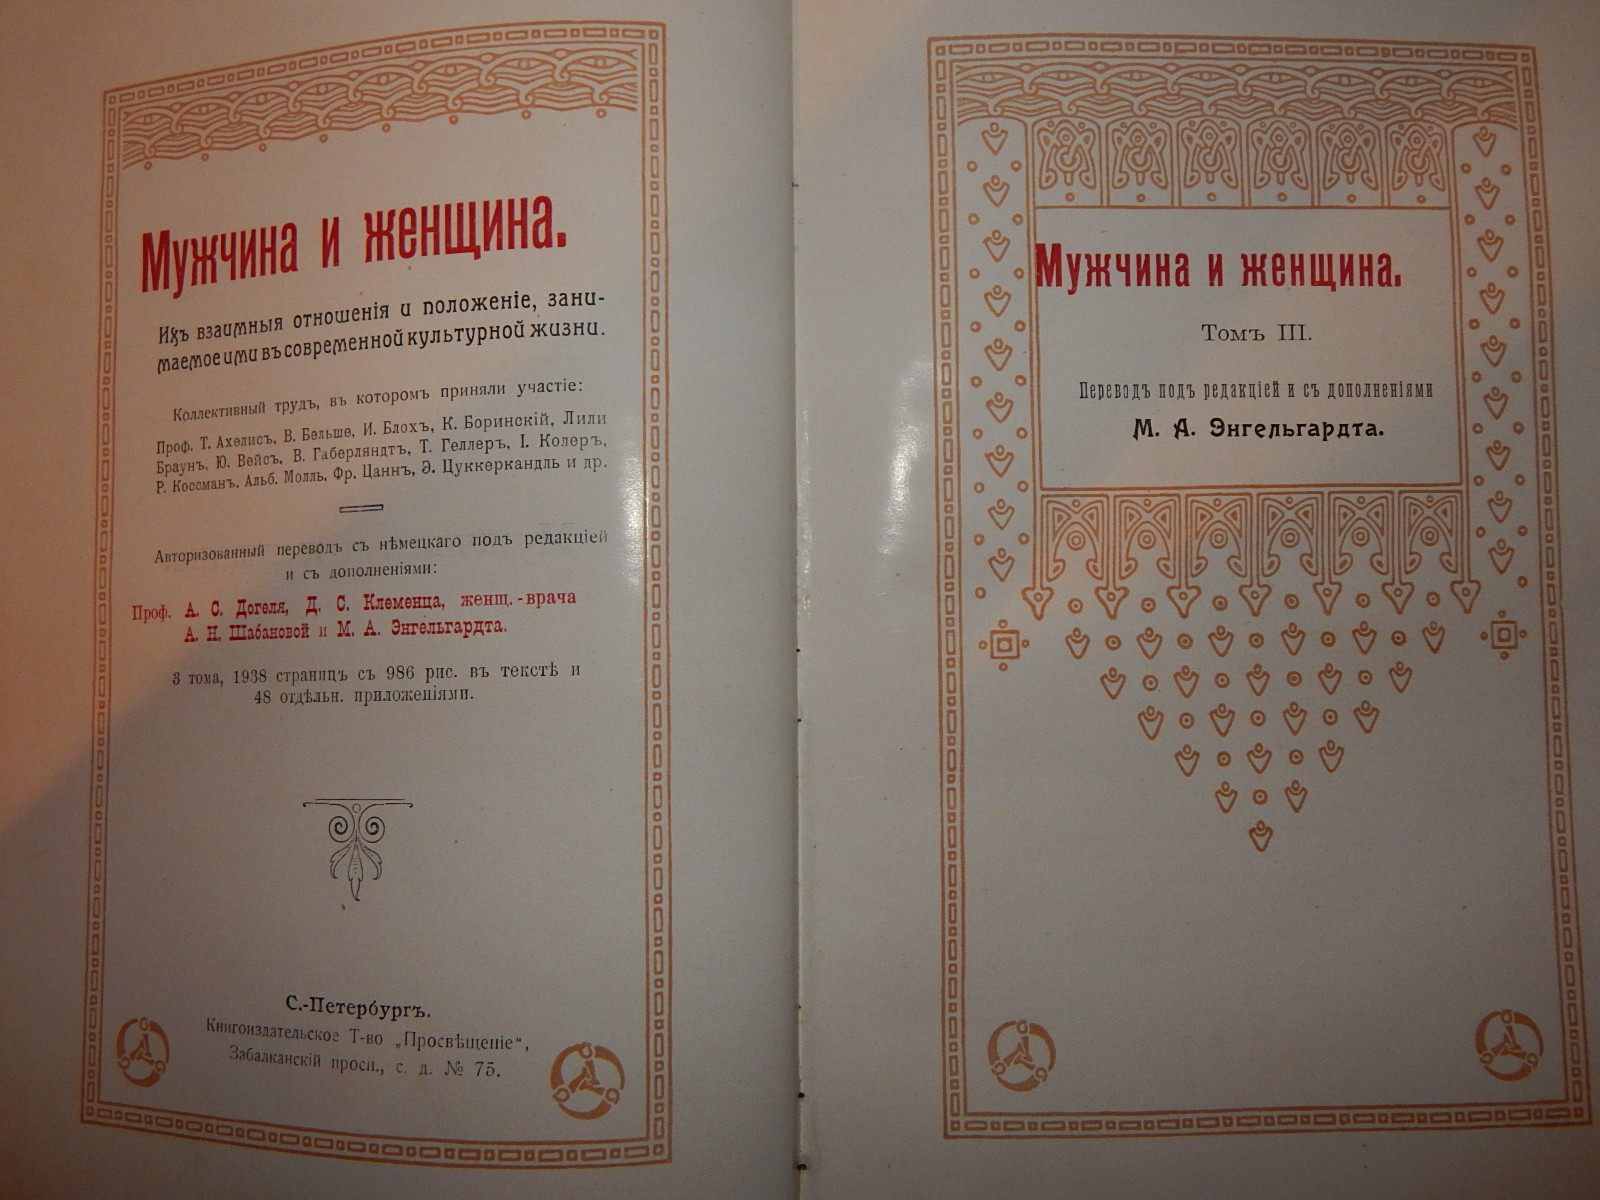 Мужчина и женщина.
Ихъ взаимныя отношенія и положеніе, зани-
маемое ими въ современной культурной жизни.
Коллективный трудъ, въ которомъ приняли участіе:
Проф. Т. Ахелисъ, В. Бельше, И. Блохъ, К. Боринскій, Лили
Браунъ, Ю. Вейсъ, В. Габерляндтъ, Т. Геллеръ, І. Колеръ,
Р. Коссманъ, Альб. Молль, Фр. Цаннъ, Э. Цуккеркандль и др.
Авторизованный переводъ съ нѣмецкаго подъ редакціей
и съ дополненіями:
Проф. А. С. Догеля, Д. С. Клеменца, женщ.-врача
А. Н. Шабановой и М. А. Энгельгардта.
3 тома, 1938 страницъ съ 986 рис. въ текстѣ и
48 отдѣльн. приложеніями.
С.-Петербургъ.
Книгоиздательское Т-во „Просвѣщеніе“,
Забалканскій просп., с. д. № 75.
Мужчина и женщина.
Томъ III.
Переводъ подъ редакціей и съ дополненіями
М. А. Энгельгардта.